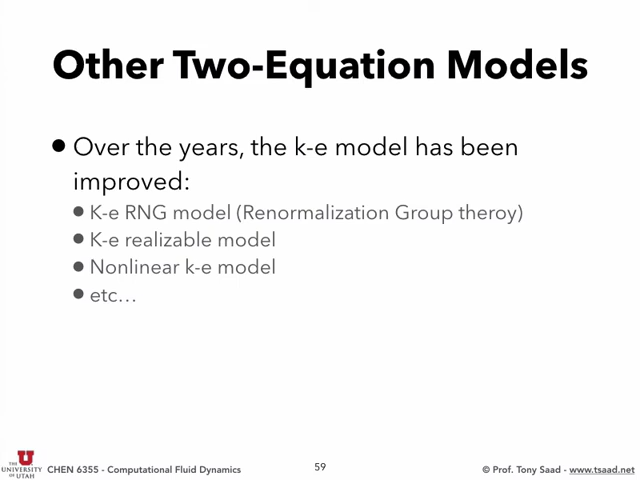 Other Two-Equation Models
• Over the years, the k-e model has been
improved:
• K-e RNG model (Renormalization Group theroy)
• K-e realizable model
• Nonlinear k-e model
• etc…
THE
UNIVERSITY
OF UTAH
CHEN 6355 - Computational Fluid Dynamics
59
© Prof. Tony Saad - www.tsaad.net